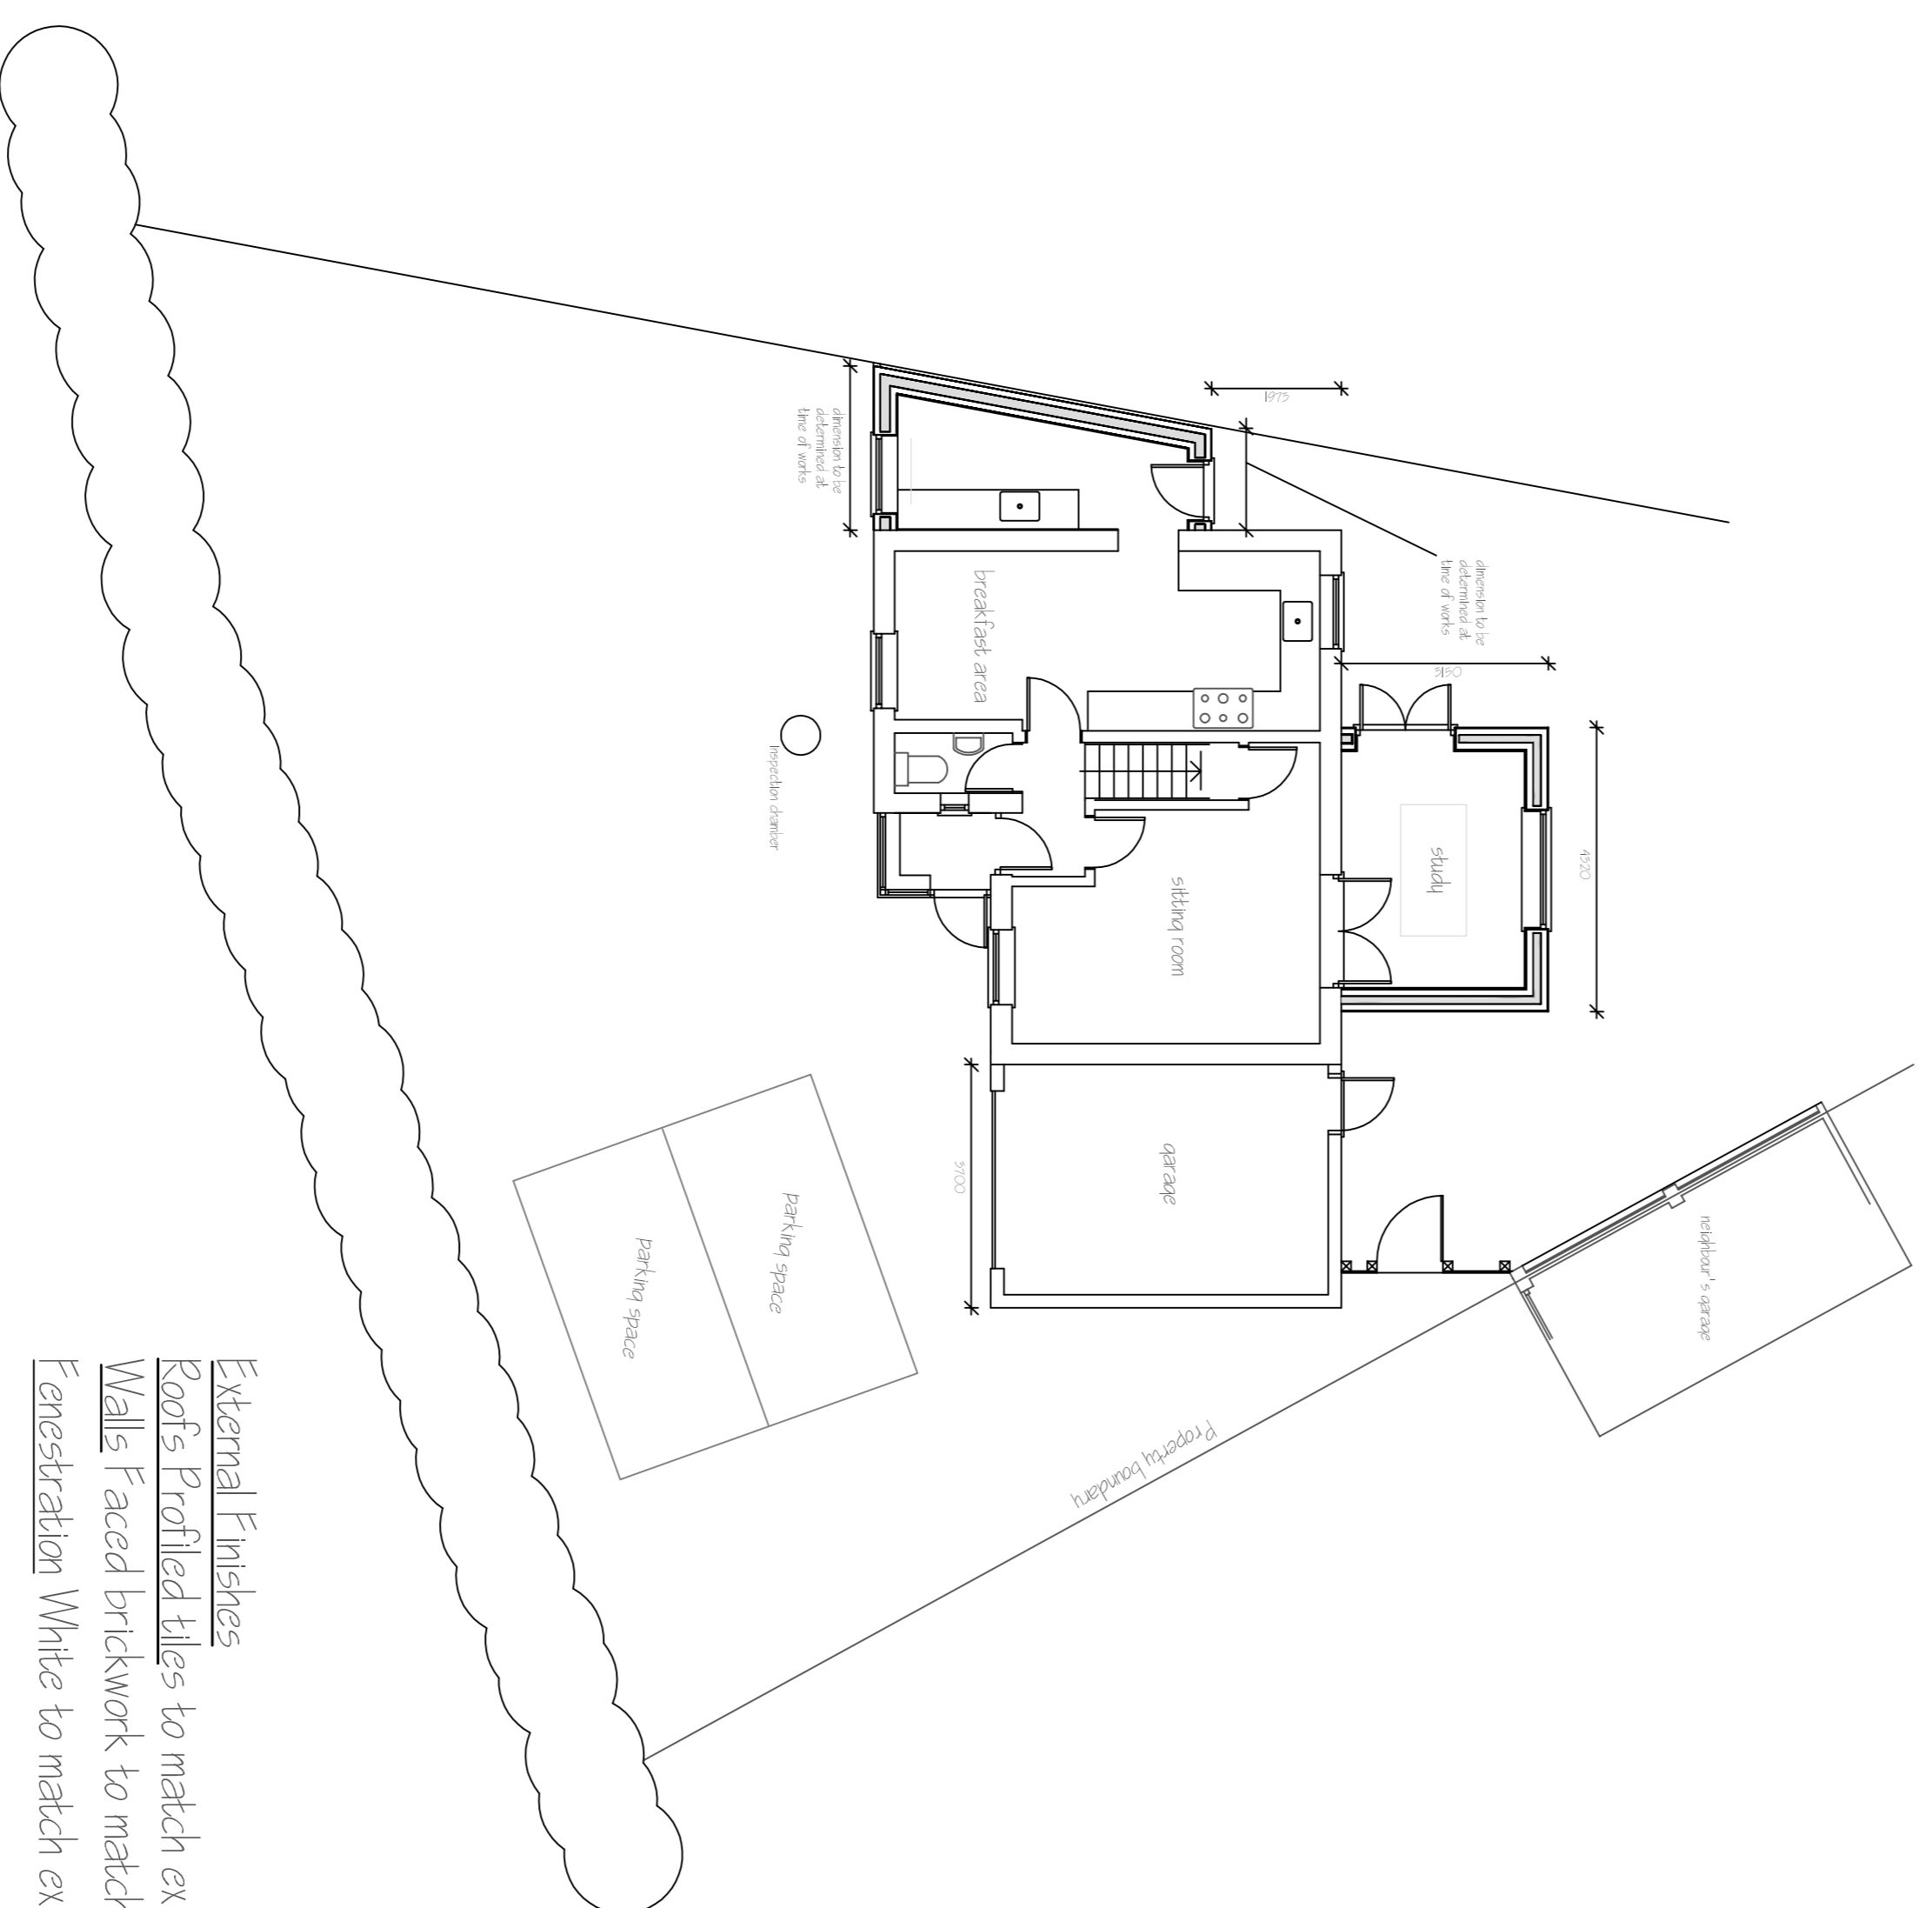 dimension to be
determined at
time of works
1975
dimension to be
determined at
time of works
3150
breakfast area
Inspection chamber
study
4320
sitting room
garage
3700
neighbour's garage
parking space
parking space
Property boundary
External Finishes
Roofs Profiled tiles to match ex
Walls Faced brickwork to match
Fenestration White to match ex